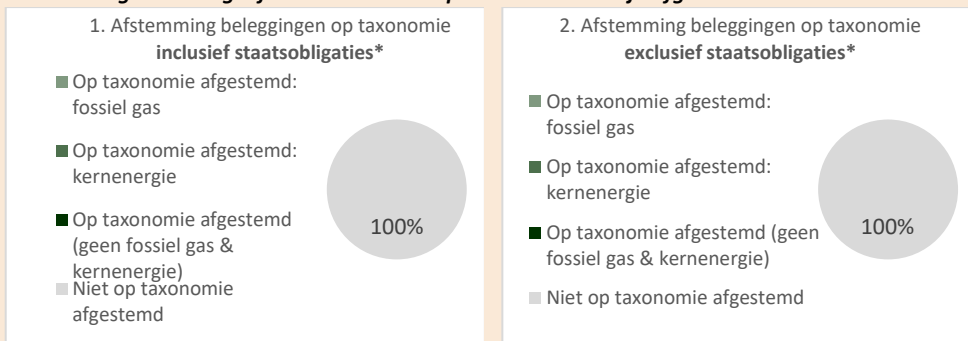 1. Afstemming beleggingen op taxonomie
inclusief staatsobligaties*
Op taxonomie afgestemd:
fossiel gas
Op taxonomie afgestemd:
kernenergie
Op taxonomie afgestemd
(geen fossiel gas &
kernenergie)
Niet op taxonomie
afgestemd
100%
2. Afstemming beleggingen op taxonomie
exclusief staatsobligaties*
Op taxonomie afgestemd:
fossiel gas
Op taxonomie afgestemd:
kernenergie
Op taxonomie afgestemd (geen
fossiel gas & kernenergie)
Niet op taxonomie afgestemd
100%